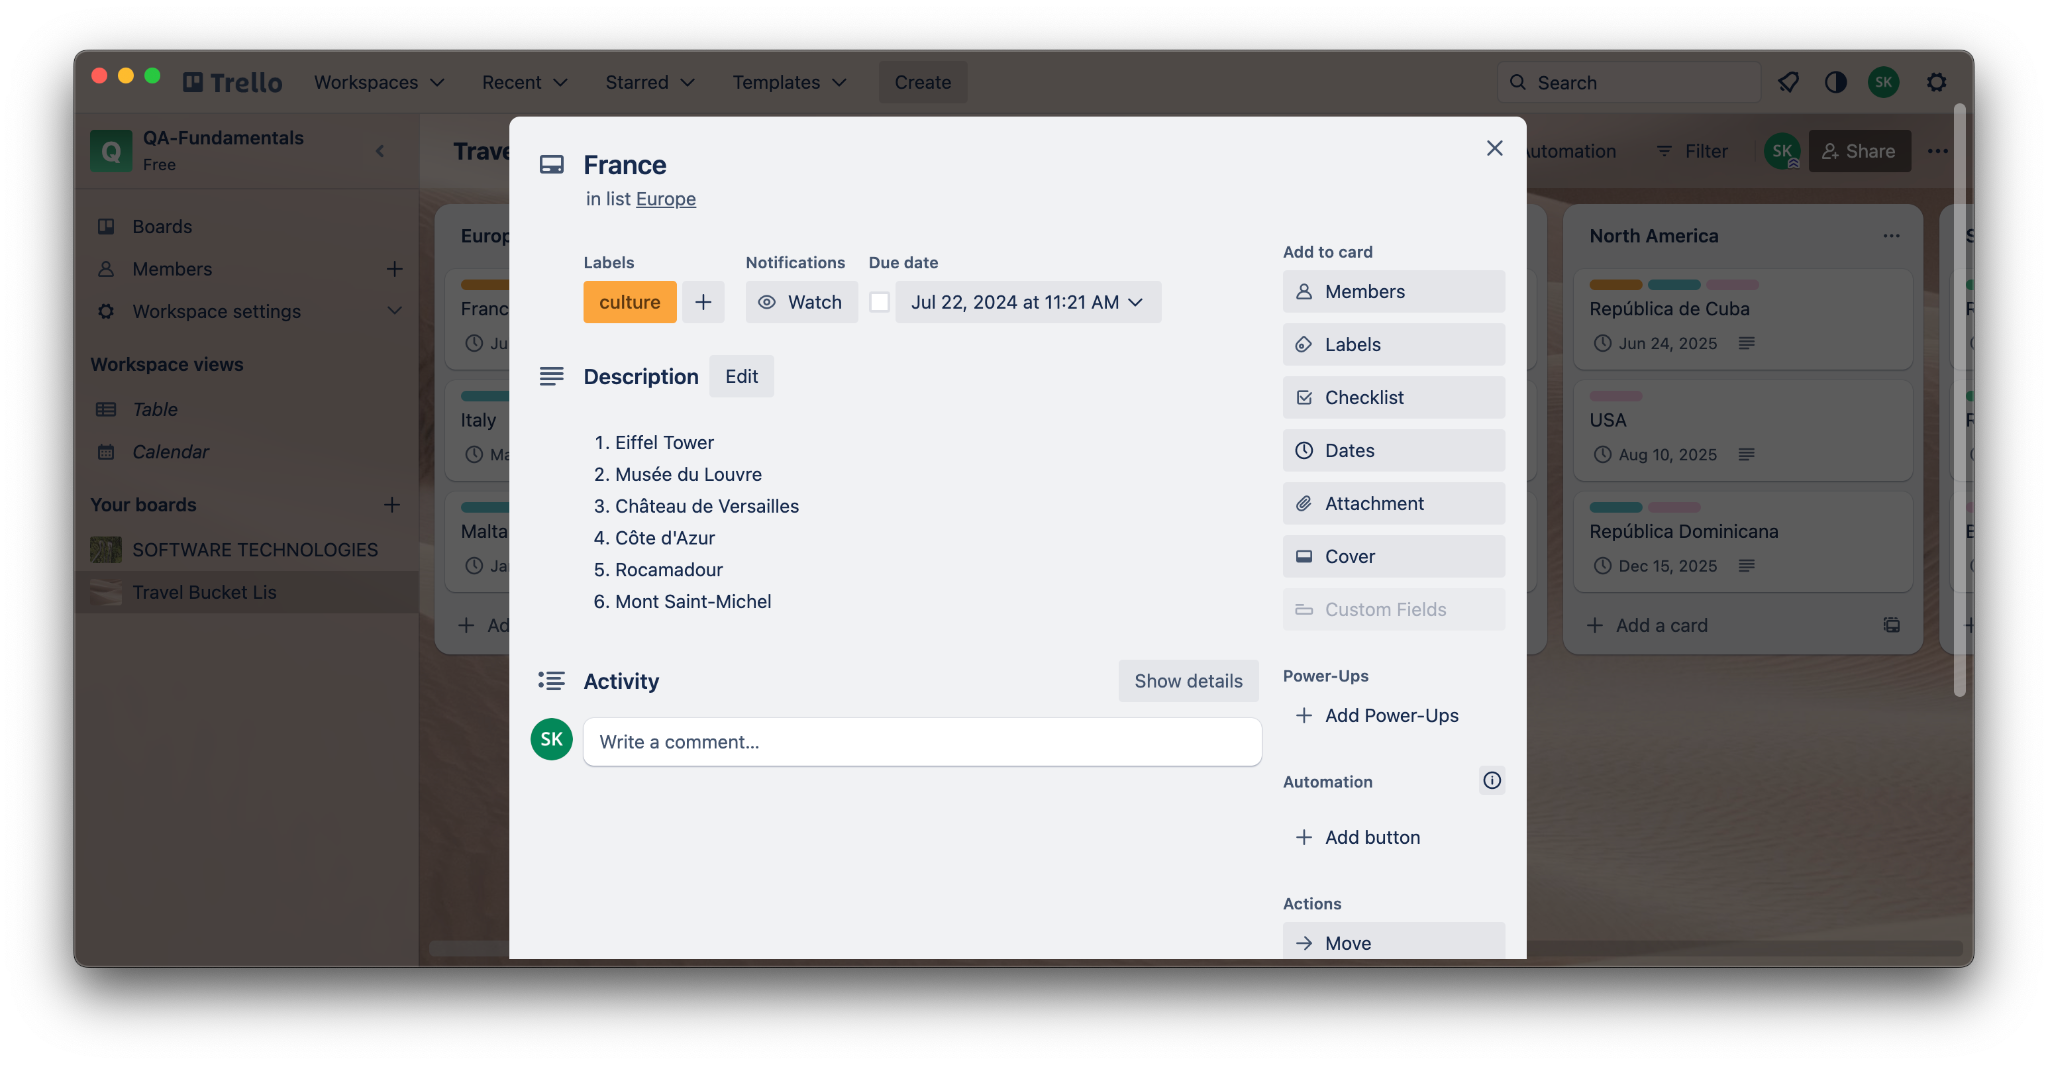 Trello
Workspaces
Recent
Starred
Templates
Create
Search
SK
Q
QA-Fundamentals
Free
Boards
Members
Workspace settings
Workspace views
Table
Calendar
Your boards
SOFTWARE TECHNOLOGIES
Travel Bucket Lis
Filter
SK
Share
France
in list Europe
Labels
Notifications
Due date
culture
Watch
Jul 22, 2024 at 11:21 AM
Description
Edit
1. Eiffel Tower
2. Musée du Louvre
3. Château de Versailles
4. Côte d'Azur
5. Rocamadour
6. Mont Saint-Michel
Activity
Show details
SK
Write a comment...
Add to card
Members
Labels
Checklist
Dates
Attachment
Cover
Custom Fields
Power-Ups
Add Power-Ups
Automation
Add button
Actions
Move
Italy
Malta
North America
República de Cuba
Jun 24, 2025
USA
Aug 10, 2025
República Dominicana
Dec 15, 2025
Add a card